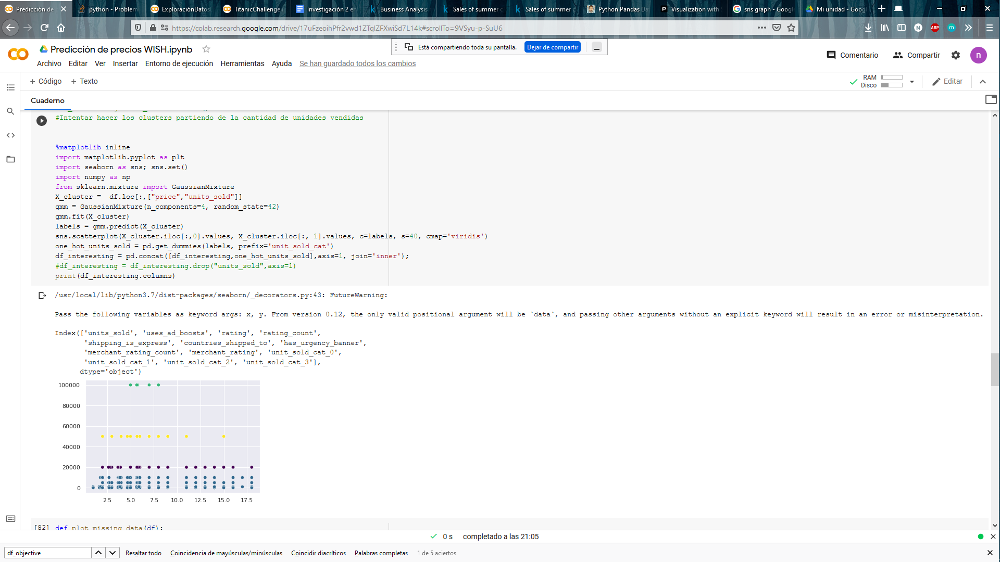 Predicción de p
python - Problem
ExploraciónDatos.
TitanicChallenge.i
Investigación 2 en
Business Analysis
Sales of summer c
Sales of summer c
Python Pandas Da
Visualization with
sns graph - Googl
Mi unidad - Goog
https://colab.research.google.com/drive/17uFzeoihPfr2vwd1ZTqlZFXwiSd7L14k#scrollTo=9VSyu-p-SuU6
Predicción de precios WISH.ipynb
Está compartiendo toda su pantalla.
Dejar de compartir
Comentario
Compartir
n
Archivo Editar Ver Insertar Entorno de ejecución Herramientas Ayuda Se han guardado todos los cambios
+ Código + Texto
RAM
Disco
Editar
Cuaderno
#Intentar hacer los clusters partiendo de la cantidad de unidades vendidas
%matplotlib inline
import matplotlib.pyplot as plt
import seaborn as sns; sns.set()
import numpy as np
from sklearn.mixture import GaussianMixture
X_cluster =  df.loc[:,["price","units_sold"]]
gmm = GaussianMixture(n_components=4, random_state=42)
gmm.fit(X_cluster)
labels = gmm.predict(X_cluster)
sns.scatterplot(X_cluster.iloc[:,0].values, X_cluster.iloc[:, 1].values, c=labels, s=40, cmap='viridis')
one_hot_units_sold = pd.get_dummies(labels, prefix='unit_sold_cat')
df_interesting = pd.concat([df_interesting,one_hot_units_sold],axis=1, join='inner');
#df_interesting = df_interesting.drop("units_sold",axis=1)
print(df_interesting.columns)
/usr/local/lib/python3.7/dist-packages/seaborn/_decorators.py:43: FutureWarning:
Pass the following variables as keyword args: x, y. From version 0.12, the only valid positional argument will be `data`, and passing other arguments without an explicit keyword will result in an error or misinterpretation.
Index(['units_sold', 'uses_ad_boosts', 'rating', 'rating_count',
'shipping_is_express', 'countries_shipped_to', 'has_urgency_banner',
'merchant_rating_count', 'merchant_rating', 'unit_sold_cat_0',
'unit_sold_cat_1', 'unit_sold_cat_2', 'unit_sold_cat_3'],
dtype='object')
100000
80000
60000
40000
20000
0
2.5 5.0 7.5 10.0 12.5 15.0 17.5
[82] def plot_missing_data(df):
0 s completado a las 21:05
df_objective
Resaltar todo Coincidencia de mayúsculas/minúsculas Coincidir diacríticos Palabras completas 1 de 5 aciertos